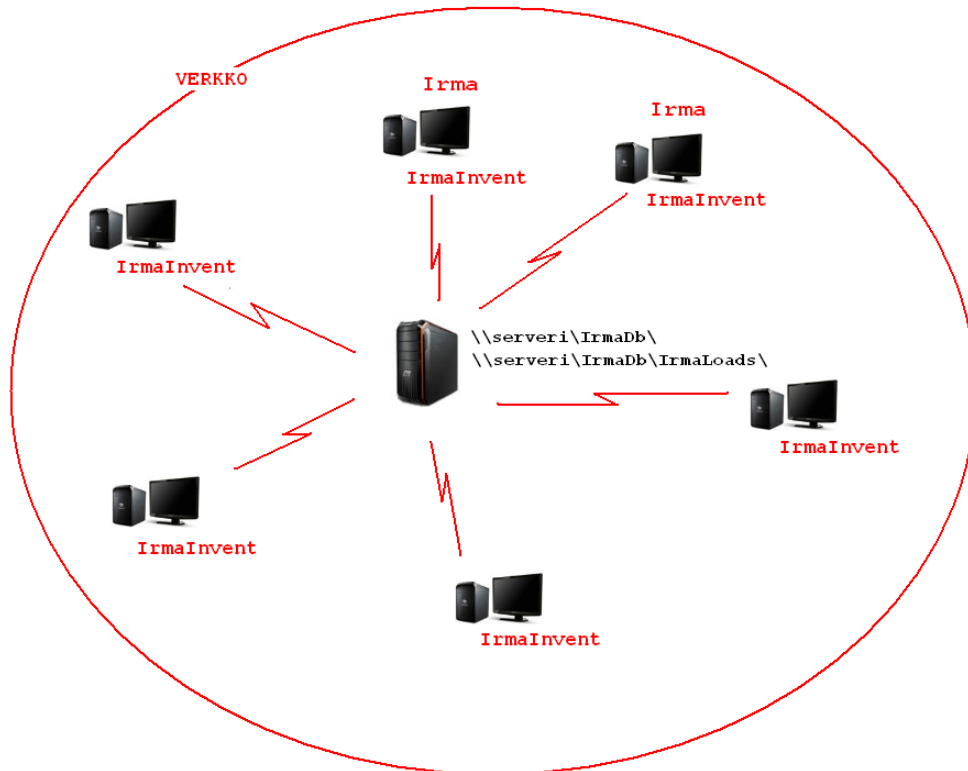 VERKKO
Irma
Irma
IrmaInvent
IrmaInvent
IrmaInvent
\\serveri\IrmaDb\
\\serveri\IrmaDb\IrmaLoads\
IrmaInvent
IrmaInvent
IrmaInvent